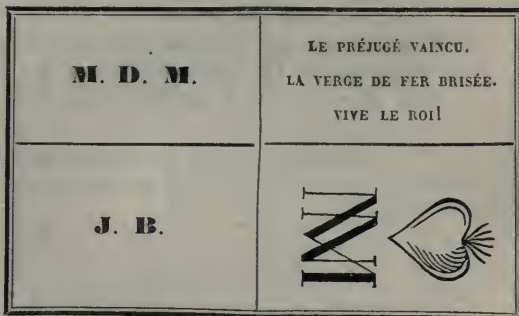 M. D. M.
LE PRÉJUGÉ VAINCU.
LA VERGE DE FER BRISÉE.
VIVE LE ROI!
J. B.